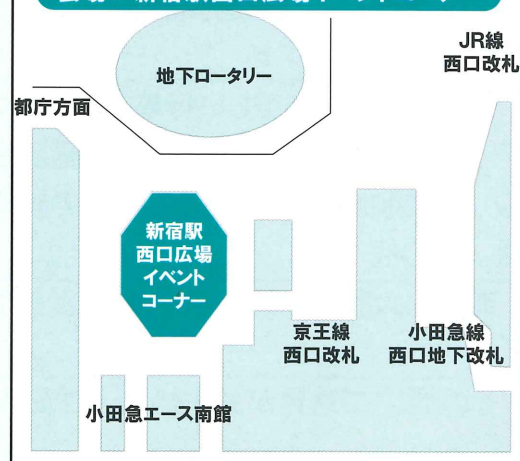 JR線
西口改札
地下ロータリー
都庁方面
新宿駅
西口広場
イベント
コーナー
京王線
西口改札
小田急線
西口地下改札
小田急エース南館